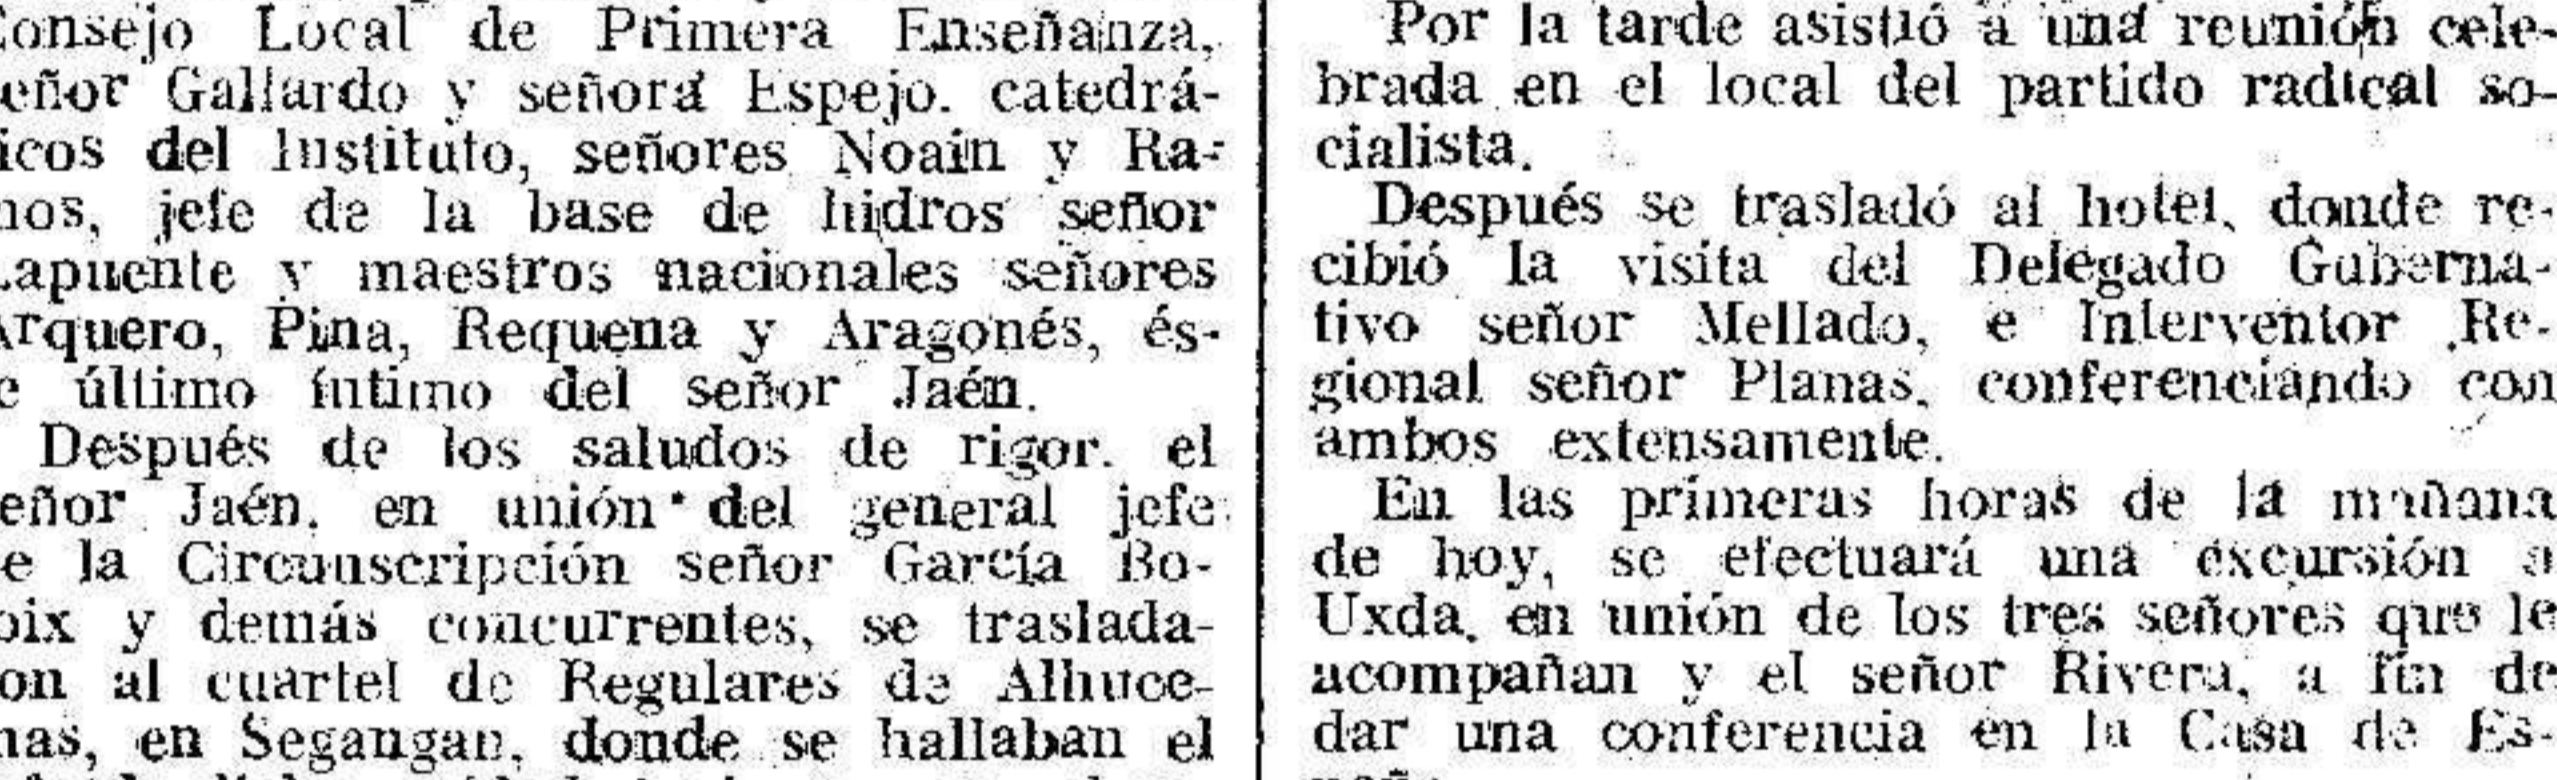 onsejo Local de Primera Enseñanza,
eñor Gallardo y señora Espejo. catedrá-
icos del Instituto, señores Noain y Ra-
nos, jefe de la base de hidros señor
apuente y maestros nacionales señores
rquero, Pina, Requena y Aragonés, és-
e último íntimo del señor Jaén.
Después de los saludos de rigor. el
eñor Jaén, en unión del general jefe
e la Circunscripción señor García Bo-
oix y demás concurrentes, se traslada-
on al cuartel de Regulares de Alhuce-
nas, en Segangan, donde se hallaban el
Por la tarde asistió a una reunión cele-
brada en el local del partido radical so-
cialista.
Después se trasladó al hotel, donde re-
cibió la visita del Delegado Guberna-
tivo señor Mellado, e Interventor Re-
gional señor Planas, conferenciando con
ambos extensamente.
En las primeras horas de la mañana
de hoy, se efectuará una excursión a
Uxda, en unión de los tres señores que le
acompañan y el señor Rivera, a fin de
dar una conferencia en la Casa de Es-